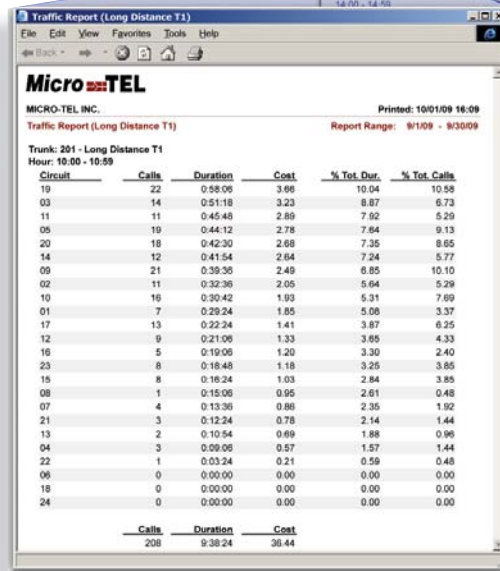 14:00 - 14:59
Traffic Report (Long Distance T1)
File Edit View Favorites Tools Help
Back
MicroTEL
MICRO-TEL INC. Printed: 10/01/09 16:09
Traffic Report (Long Distance T1) Report Range: 9/1/09 - 9/30/09
Trunk: 201 - Long Distance T1
Hour: 10:00 - 10:59
Circuit Calls Duration Cost % Tot. Dur. % Tot. Calls
19 22 0:58:06 3.66 10.04 10.58
03 14 0:51:18 3.23 8.87 6.73
11 11 0:45:48 2.89 7.92 5.29
05 19 0:44:12 2.78 7.64 9.13
20 18 0:42:30 2.68 7.35 8.65
14 12 0:41:54 2.64 7.24 5.77
09 21 0:39:36 2.49 6.85 10.10
02 11 0:32:36 2.05 5.64 5.29
10 16 0:30:42 1.93 5.31 7.69
01 7 0:29:24 1.85 5.08 3.37
17 13 0:22:24 1.41 3.87 6.25
12 9 0:21:06 1.33 3.65 4.33
16 5 0:19:06 1.20 3.30 2.40
23 8 0:18:48 1.18 3.25 3.85
15 8 0:16:24 1.03 2.84 3.85
08 1 0:15:06 0.95 2.61 0.48
07 4 0:13:36 0.86 2.35 1.92
21 3 0:12:24 0.78 2.14 1.44
13 2 0:10:54 0.69 1.88 0.96
04 3 0:09:06 0.57 1.57 1.44
22 1 0:03:24 0.21 0.59 0.48
06 0 0:00:00 0.00 0.00 0.00
18 0 0:00:00 0.00 0.00 0.00
24 0 0:00:00 0.00 0.00 0.00
Calls Duration Cost
208 9:38:24 36.44